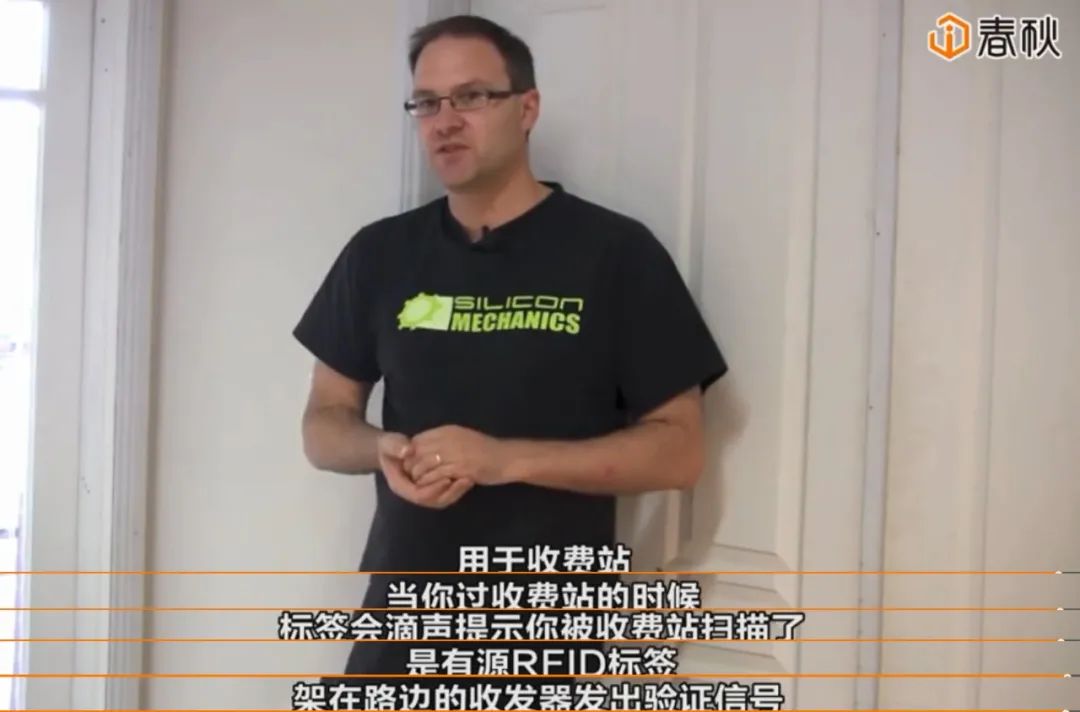 春秋
SILICON
MECHANICS
用于收费站
当你过收费站的时候
标签会滴声提示你被收费站扫描了
是有源RFID标签
架在路边的收发器发出验证信号